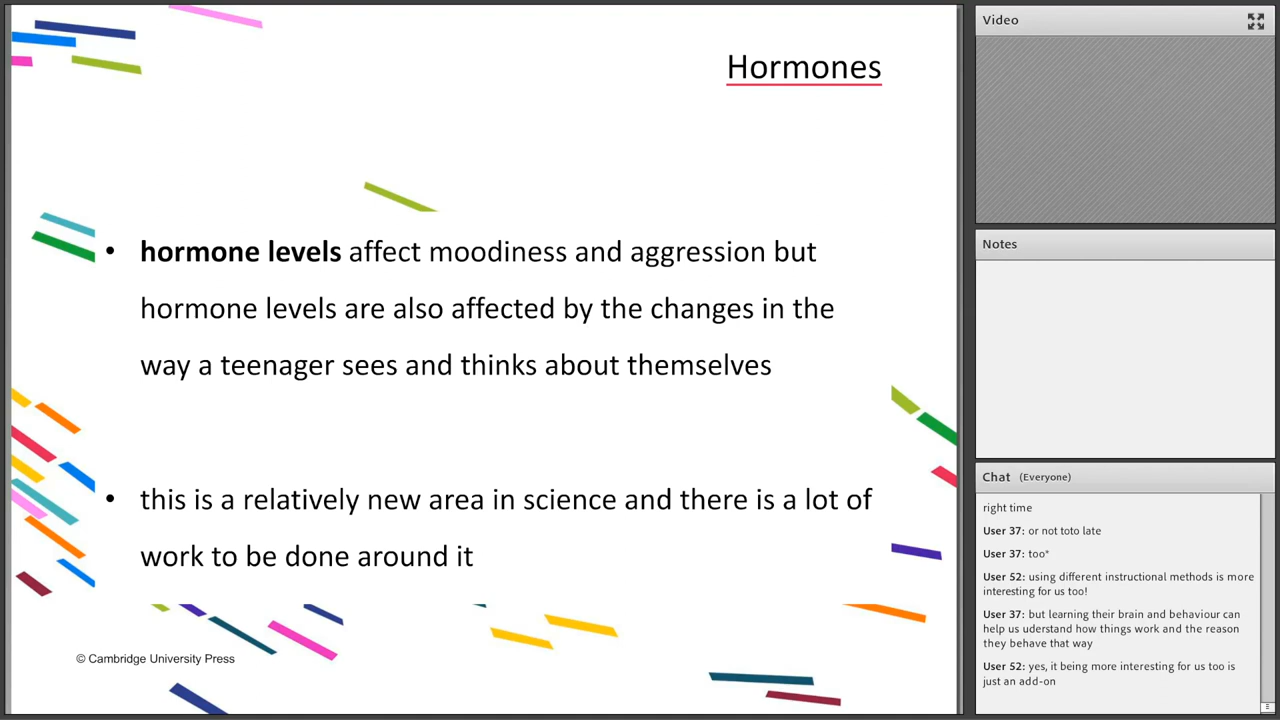 Hormones
• hormone levels affect moodiness and aggression but
hormone levels are also affected by the changes in the
way a teenager sees and thinks about themselves
• this is a relatively new area in science and there is a lot of
work to be done around it
© Cambridge University Press
Video
Notes
Chat (Everyone)
right time
User 37: or not toto late
User 37: too*
User 52: using different instructional methods is more
interesting for us too!
User 37: but learning their brain and behaviour can
help us uderstand how things work and the reason
they behave that way
User 52: yes, it being more interesting for us too is
just an add-on